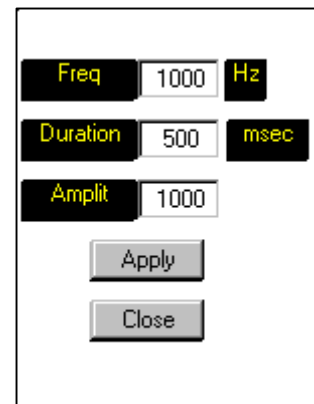 Freq 1000 Hz
Duration 500 msec
Amplit 1000
Apply
Close